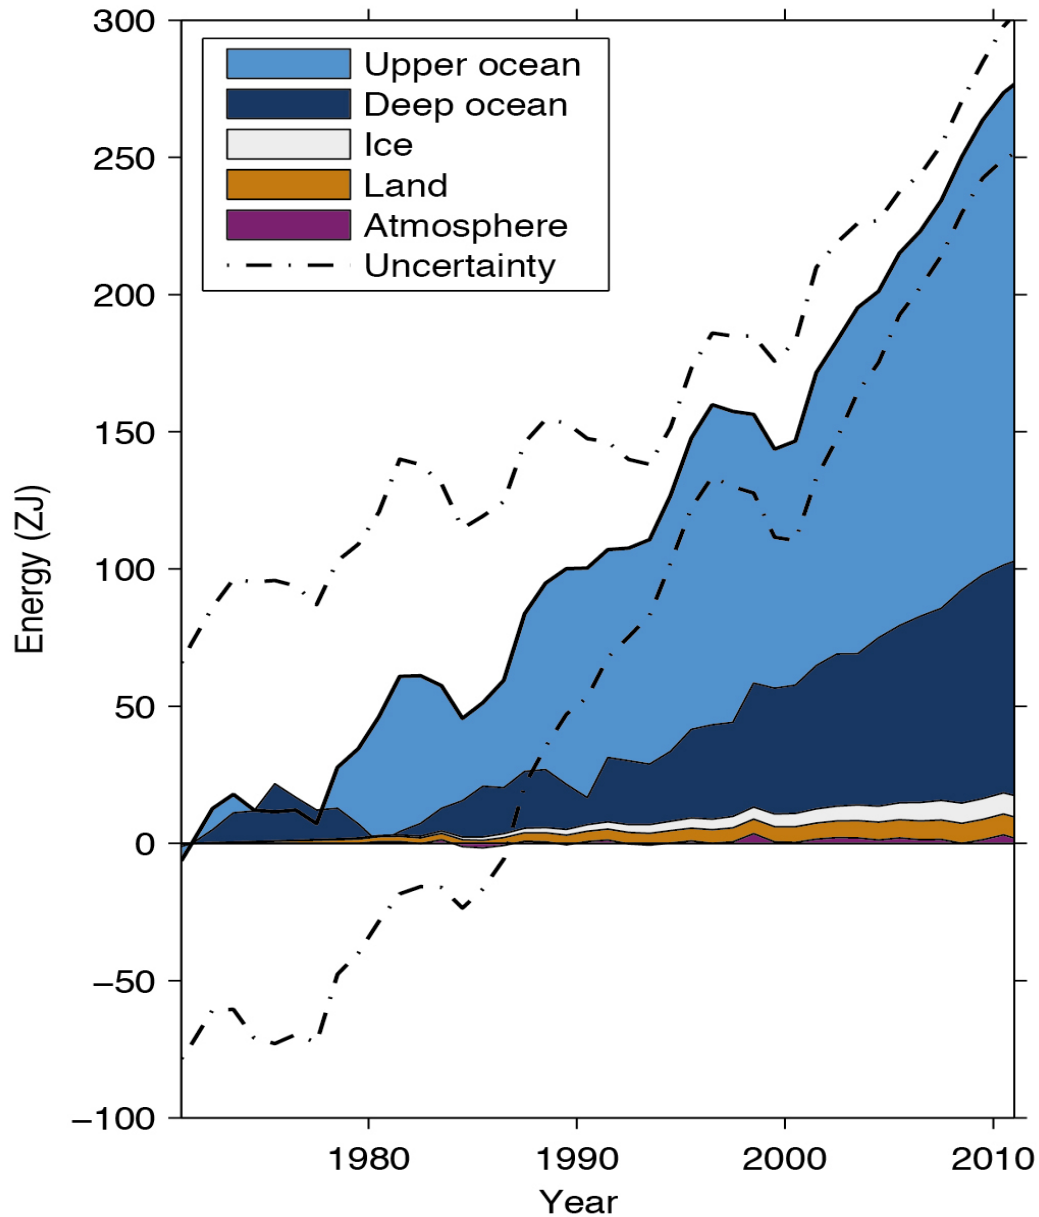 300
250
200
150
100
50
0
−50
−100
Energy (ZJ)
Upper ocean
Deep ocean
Ice
Land
Atmosphere
Uncertainty
1980
1990
2000
2010
Year